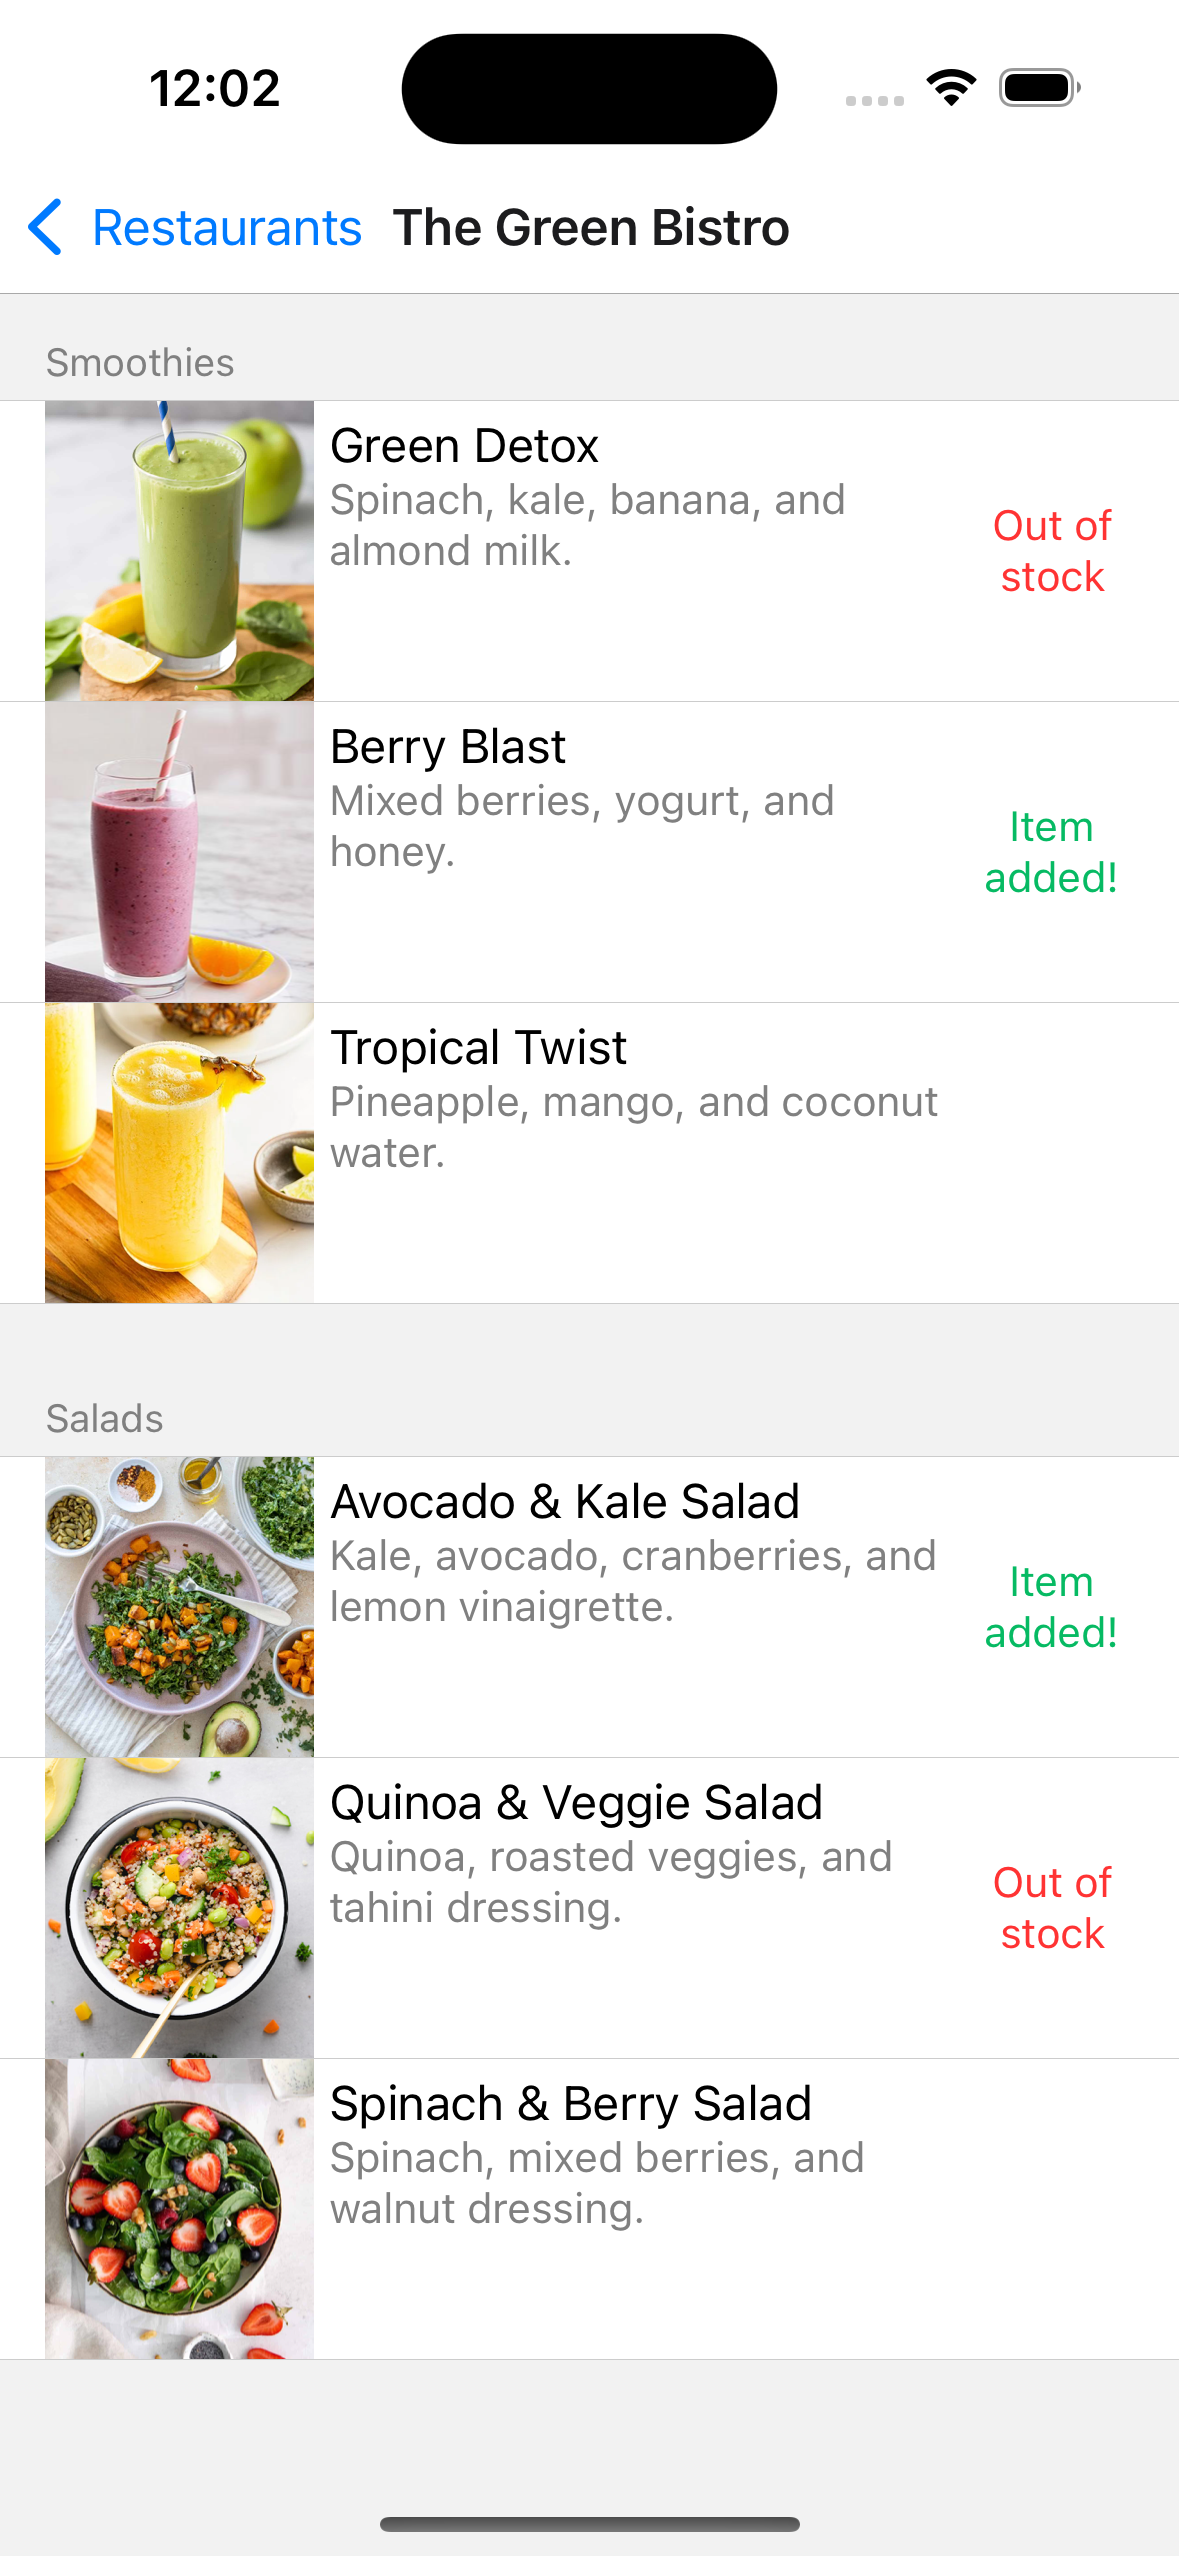 12:02
Restaurants The Green Bistro
Smoothies
Green Detox
Spinach, kale, banana, and
almond milk.
Out of
stock
Berry Blast
Mixed berries, yogurt, and
honey.
Item
added!
Tropical Twist
Pineapple, mango, and coconut
water.
Salads
Avocado & Kale Salad
Kale, avocado, cranberries, and
lemon vinaigrette.
Item
added!
Quinoa & Veggie Salad
Quinoa, roasted veggies, and
tahini dressing.
Out of
stock
Spinach & Berry Salad
Spinach, mixed berries, and
walnut dressing.